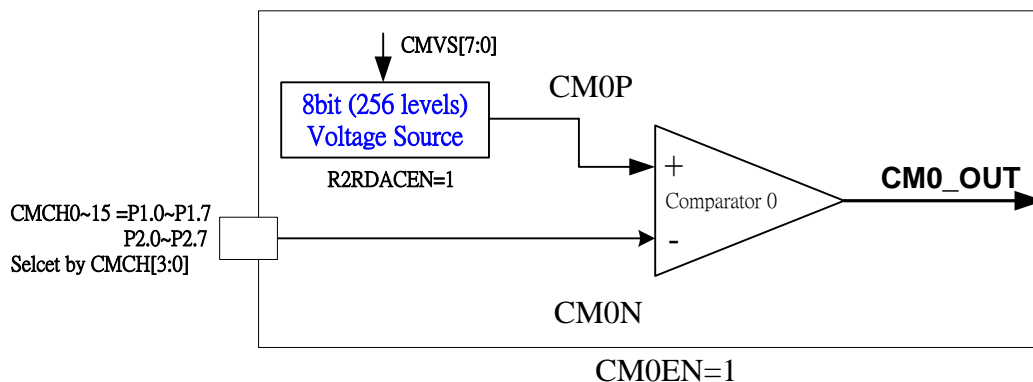 CMVS[7:0]
8bit (256 levels)
Voltage Source
R2RDACEN=1
CM0P
+
Comparator 0
-
CM0_OUT
CMCH0~15 =P1.0~P1.7
P2.0~P2.7
Selcet by CMCH[3:0]
CM0N
CM0EN=1